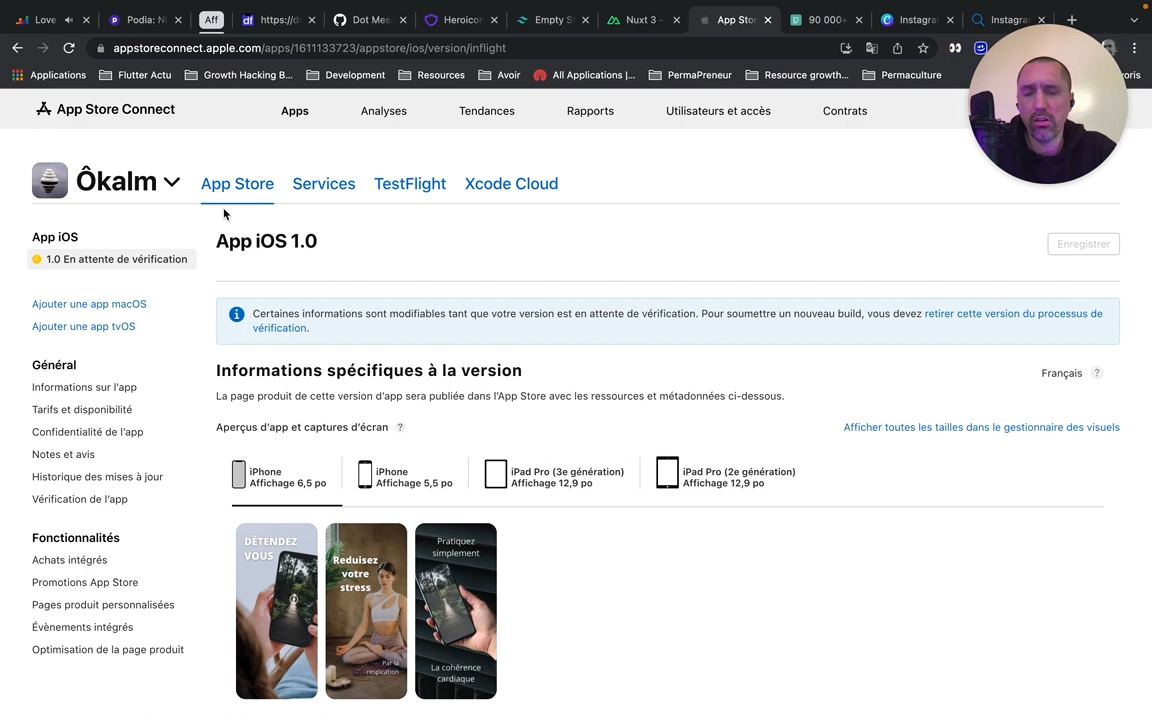 Love
Podia: Ni
Aff
https://d
Dot Mes
Heroicon
Empty S
Nuxt 3 -
App Stor
90 000+
Instagra
Instagra
appstoreconnect.apple.com/apps/1611133723/appstore/ios/version/inflight
Applications
Flutter Actu
Growth Hacking B...
Development
Resources
Avoir
All Applications |...
PermaPreneur
Resource growth...
Permaculture
oris
App Store Connect
Apps
Analyses
Tendances
Rapports
Utilisateurs et accès
Contrats
Ôkalm
App Store
Services
TestFlight
Xcode Cloud
App iOS
1.0 En attente de vérification
Ajouter une app macOS
Ajouter une app tvOS
Général
Informations sur l'app
Tarifs et disponibilité
Confidentialité de l'app
Notes et avis
Historique des mises à jour
Vérification de l'app
Fonctionnalités
Achats intégrés
Promotions App Store
Pages produit personnalisées
Évènements intégrés
Optimisation de la page produit
App iOS 1.0
Enregistrer
Certaines informations sont modifiables tant que votre version est en attente de vérification. Pour soumettre un nouveau build, vous devez retirer cette version du processus de
vérification.
Informations spécifiques à la version
Français ?
La page produit de cette version d'app sera publiée dans l'App Store avec les ressources et métadonnées ci-dessous.
Aperçus d'app et captures d'écran ?
Afficher toutes les tailles dans le gestionnaire des visuels
iPhone
Affichage 6,5 po
iPhone
Affichage 5,5 po
iPad Pro (3e génération)
Affichage 12,9 po
iPad Pro (2e génération)
Affichage 12,9 po
DÉTENDEZ
VOUS
Reduisez
votre
stress
Par la
respiration
Pratiquez
simplement
La cohérence
cardiaque